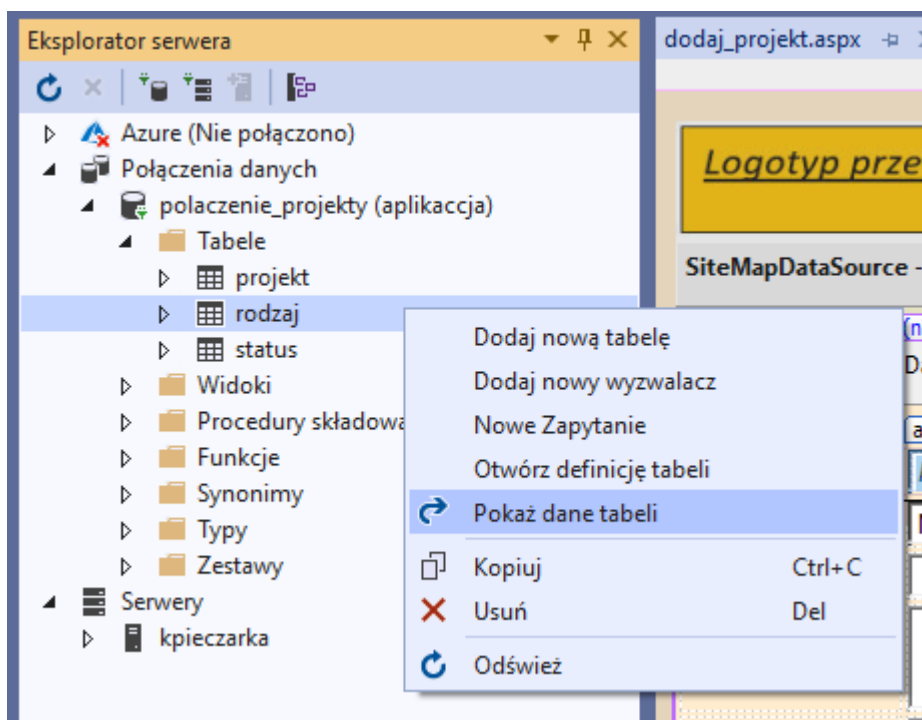 Eksplorator serwera
dodaj_projekt.aspx
Azure (Nie połączono)
Połączenia danych
polaczenie_projekty (aplikaccja)
Tabele
projekt
rodzaj
status
Widoki
Procedury składowa
Funkcje
Synonimy
Typy
Zestawy
Serwery
kpieczarka
Dodaj nową tabelę
Dodaj nowy wyzwalacz
Nowe Zapytanie
Otwórz definicję tabeli
Pokaż dane tabeli
Kopiuj Ctrl+C
Usuń Del
Odśwież
Logotyp prze
SiteMapDataSource -